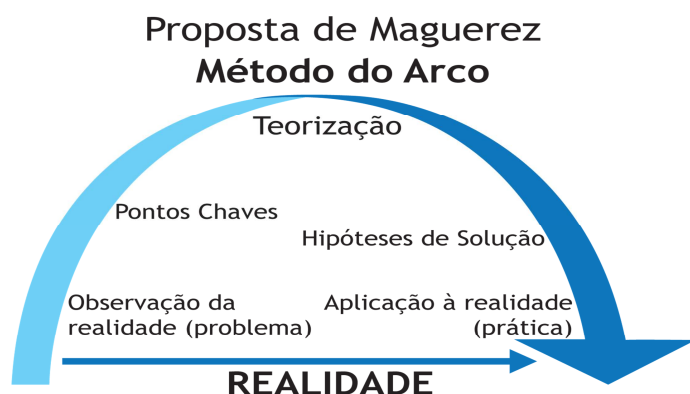 Proposta de Maguerez
Método do Arco
Teorização
Pontos Chaves
Hipóteses de Solução
Observação da
realidade (problema)
Aplicação à realidade
(prática)
REALIDADE